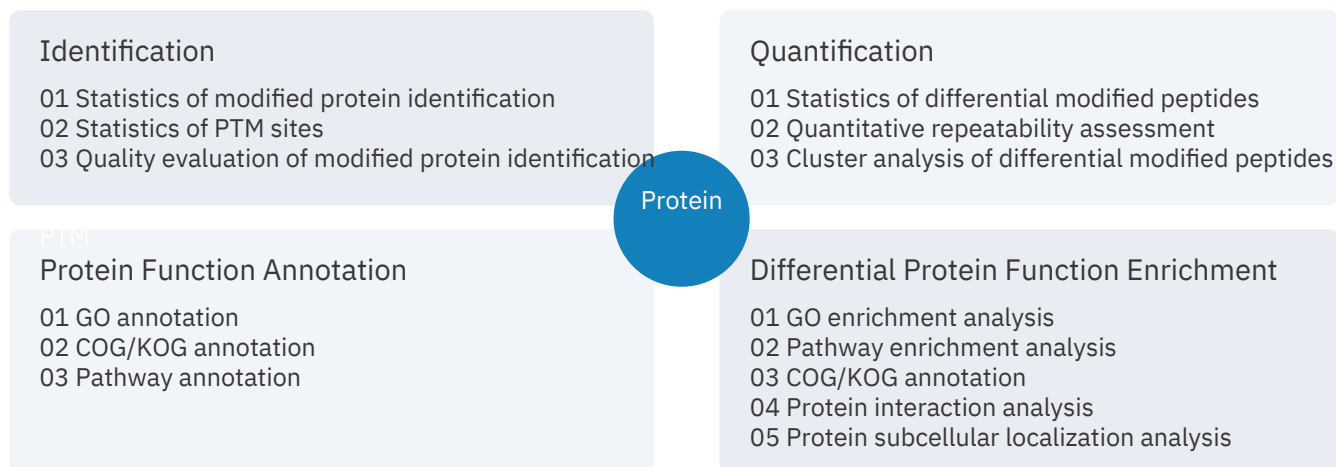 Identification
01 Statistics of modified protein identification
02 Statistics of PTM sites
03 Quality evaluation of modified protein identification
Quantification
01 Statistics of differential modified peptides
02 Quantitative repeatability assessment
03 Cluster analysis of differential modified peptides
Protein
PTM
Protein Function Annotation
01 GO annotation
02 COG/KOG annotation
03 Pathway annotation
Differential Protein Function Enrichment
01 GO enrichment analysis
02 Pathway enrichment analysis
03 COG/KOG annotation
04 Protein interaction analysis
05 Protein subcellular localization analysis